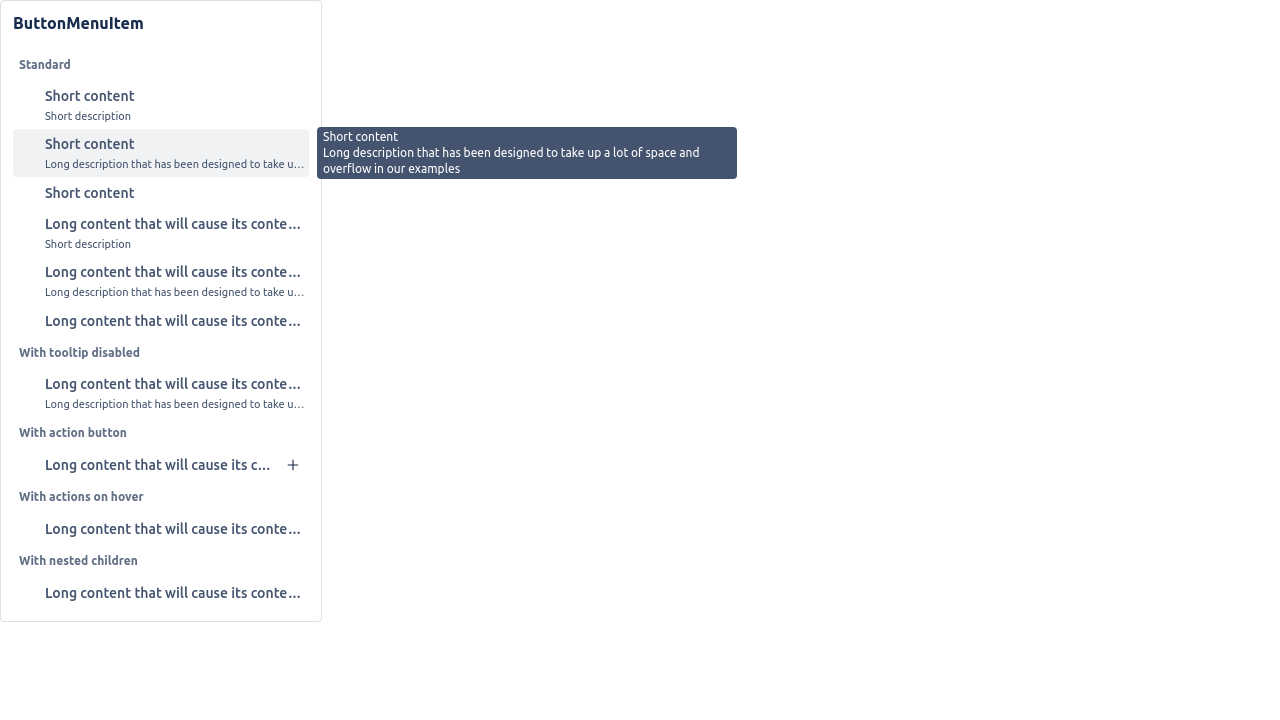 ButtonMenuItem
Standard
Short content
Short description
Short content
Long description that has been designed to take u…
Short content
Long description that has been designed to take up a lot of space and
overflow in our examples
Short content
Long content that will cause its conte…
Short description
Long content that will cause its conte…
Long description that has been designed to take u…
Long content that will cause its conte…
With tooltip disabled
Long content that will cause its conte…
Long description that has been designed to take u…
With action button
Long content that will cause its c…
With actions on hover
Long content that will cause its conte…
With nested children
Long content that will cause its conte…